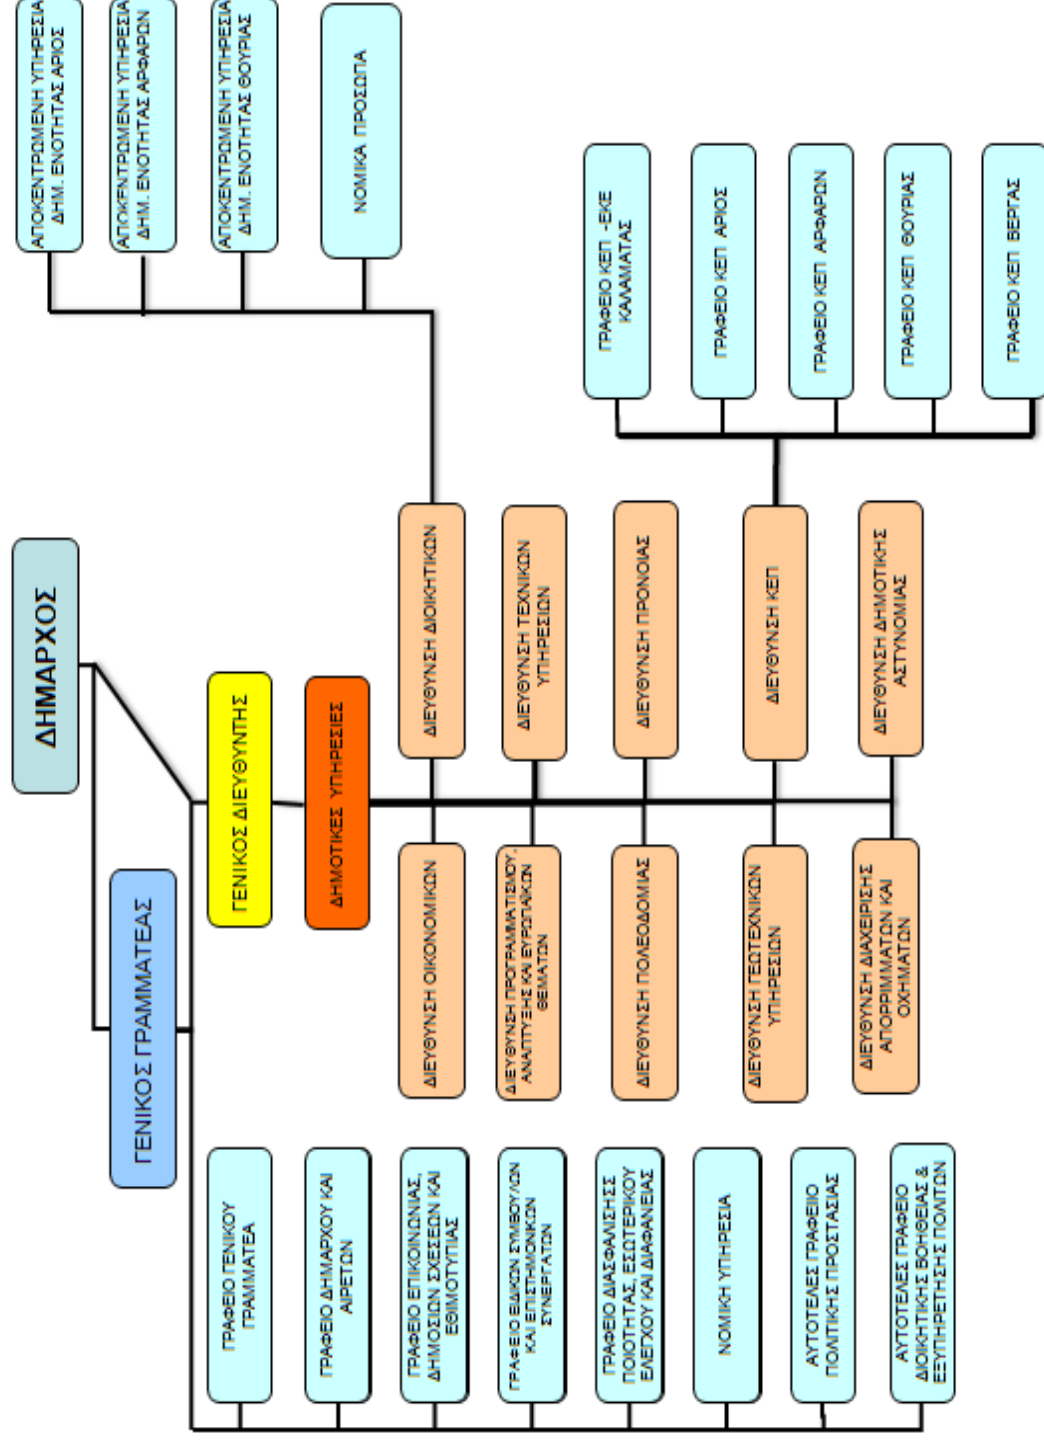 ΔΗΜΑΡΧΟΣ
ΓΕΝΙΚΟΣ ΓΡΑΜΜΑΤΕΑΣ
ΓΕΝΙΚΟΣ ΔΙΕΥΘΥΝΤΗΣ
ΔΗΜΟΤΙΚΕΣ ΥΠΗΡΕΣΙΕΣ
ΓΡΑΦΕΙΟ ΓΕΝΙΚΟΥ
ΓΡΑΜΜΑΤΕΑ
ΓΡΑΦΕΙΟ ΔΗΜΑΡΧΟΥ ΚΑΙ
ΑΙΡΕΤΩΝ
ΓΡΑΦΕΙΟ ΕΠΙΚΟΙΝΩΝΙΑΣ,
ΔΗΜΟΣΙΩΝ ΣΧΕΣΕΩΝ ΚΑΙ
ΕΘΙΜΟΤΥΠΙΑΣ
ΓΡΑΦΕΙΟ ΕΙΔΙΚΩΝ ΣΥΜΒΟΥΛΩΝ
ΚΑΙ ΕΠΙΣΤΗΜΟΝΙΚΩΝ
ΣΥΝΕΡΓΑΤΩΝ
ΓΡΑΦΕΙΟ ΔΙΑΣΦΑΛΙΣΗΣΣ
ΠΟΙΟΤΗΤΑΣ, ΕΣΩΤΕΡΙΚΟΥ
ΕΛΕΓΧΟΥ ΚΑΙ ΔΙΑΦΑΝΕΙΑΣ
ΝΟΜΙΚΗ ΥΠΗΡΕΣΙΑ
ΑΥΤΟΤΕΛΕΣ ΓΡΑΦΕΙΟ
ΠΟΛΙΤΙΚΗΣ ΠΡΟΣΤΑΣΙΑΣ
ΑΥΤΟΤΕΛΕΣ ΓΡΑΦΕΙΟ
ΔΙΟΙΚΗΤΙΚΗΣ ΒΟΗΘΕΙΑΣ &
ΕΞΥΠΗΡΕΤΗΣΗΣ ΠΟΛΙΤΩΝ
ΔΙΕΥΘΥΝΣΗ ΟΙΚΟΝΟΜΙΚΩΝ
ΔΙΕΥΘΥΝΣΗ ΠΡΟΓΡΑΜΜΑΤΙΣΜΟΥ,
ΑΝΑΠΤΥΞΗΣ ΚΑΙ ΕΥΡΩΠΑΪΚΩΝ
ΘΕΜΑΤΩΝ
ΔΙΕΥΘΥΝΣΗ ΠΟΛΕΟΔΟΜΙΑΣ
ΔΙΕΥΘΥΝΣΗ ΓΕΩΤΕΧΝΙΚΩΝ
ΥΠΗΡΕΣΙΩΝ
ΔΙΕΥΘΥΝΣΗ ΔΙΑΧΕΙΡΙΣΗΣ
ΑΠΟΡΡΙΜΜΑΤΩΝ ΚΑΙ
ΟΧΗΜΑΤΩΝ
ΔΙΕΥΘΥΝΣΗ ΔΙΟΙΚΗΤΙΚΩΝ
ΔΙΕΥΘΥΝΣΗ ΤΕΧΝΙΚΩΝ
ΥΠΗΡΕΣΙΩΝ
ΔΙΕΥΘΥΝΣΗ ΠΡΟΝΟΙΑΣ
ΔΙΕΥΘΥΝΣΗ ΚΕΠ
ΔΙΕΥΘΥΝΣΗ ΔΗΜΟΤΙΚΗΣ
ΑΣΤΥΝΟΜΙΑΣ
ΑΠΟΚΕΝΤΡΩΜΕΝΗ ΥΠΗΡΕΣΙΑ
ΔΗΜ. ΕΝΟΤΗΤΑΣ ΑΡΙΟΣ
ΑΠΟΚΕΝΤΡΩΜΕΝΗ ΥΠΗΡΕΣΙΑ
ΔΗΜ. ΕΝΟΤΗΤΑΣ ΑΡΦΑΡΩΝ
ΑΠΟΚΕΝΤΡΩΜΕΝΗ ΥΠΗΡΕΣΙΑ
ΔΗΜ. ΕΝΟΤΗΤΑΣ ΘΟΥΡΙΑΣ
ΝΟΜΙΚΑ ΠΡΟΣΩΠΑ
ΓΡΑΦΕΙΟ ΚΕΠ -ΕΚΕ
ΚΑΛΑΜΑΤΑΣ
ΓΡΑΦΕΙΟ ΚΕΠ ΑΡΙΟΣ
ΓΡΑΦΕΙΟ ΚΕΠ ΑΡΦΑΡΩΝ
ΓΡΑΦΕΙΟ ΚΕΠ ΘΟΥΡΙΑΣ
ΓΡΑΦΕΙΟ ΚΕΠ ΒΕΡΓΑΣ